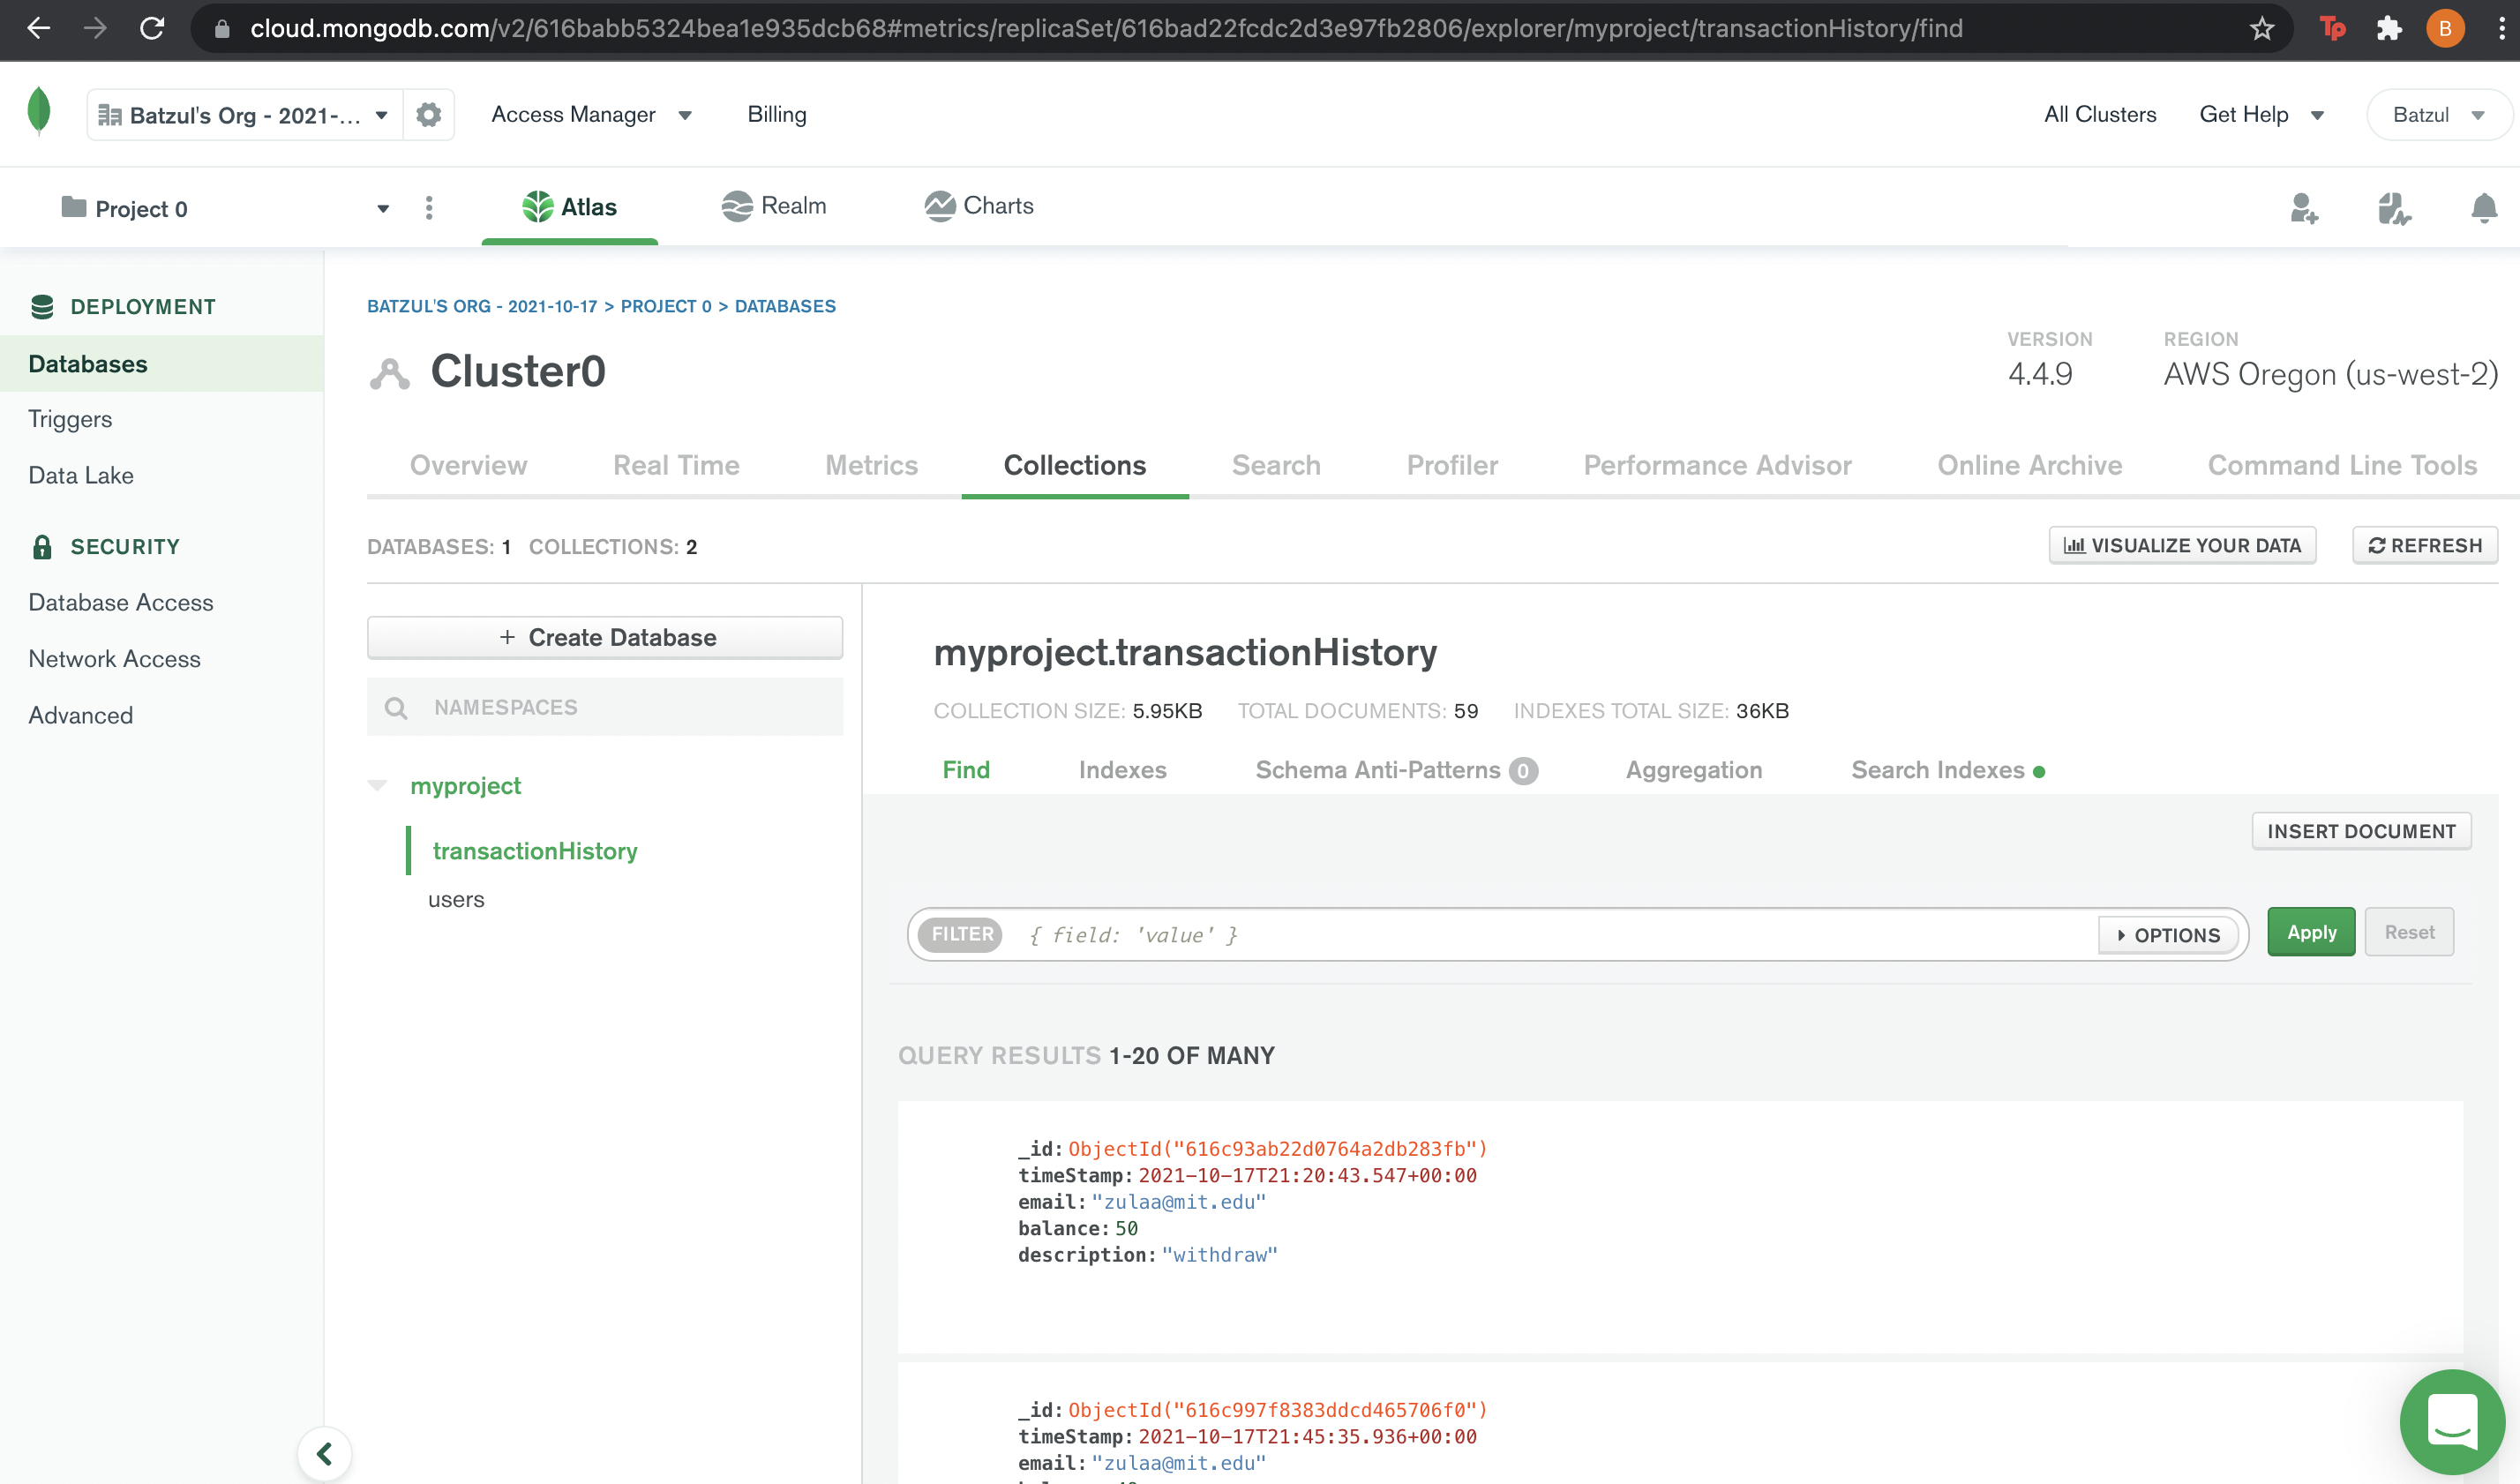 cloud.mongodb.com/v2/616babb5324bea1e935dcb68#metrics/replicaSet/616bad22fcdc2d3e97fb2806/explorer/myproject/transactionHistory/find
Tp
B
Batzul's Org - 2021-...
Access Manager
Billing
All Clusters
Get Help
Batzul
Project 0
Atlas
Realm
Charts
DEPLOYMENT
Databases
Triggers
Data Lake
SECURITY
Database Access
Network Access
Advanced
BATZUL'S ORG - 2021-10-17 > PROJECT 0 > DATABASES
Cluster0
VERSION
4.4.9
REGION
AWS Oregon (us-west-2)
Overview
Real Time
Metrics
Collections
Search
Profiler
Performance Advisor
Online Archive
Command Line Tools
DATABASES: 1 COLLECTIONS: 2
VISUALIZE YOUR DATA
REFRESH
+ Create Database
NAMESPACES
myproject
transactionHistory
users
myproject.transactionHistory
COLLECTION SIZE: 5.95KB TOTAL DOCUMENTS: 59 INDEXES TOTAL SIZE: 36KB
Find
Indexes
Schema Anti-Patterns 0
Aggregation
Search Indexes
INSERT DOCUMENT
FILTER
{ field: 'value' }
OPTIONS
Apply
Reset
QUERY RESULTS 1-20 OF MANY
_id: ObjectId("616c93ab22d0764a2db283fb")
timeStamp: 2021-10-17T21:20:43.547+00:00
email: "zulaa@mit.edu"
balance: 50
description: "withdraw"
_id: ObjectId("616c997f8383ddcd465706f0")
timeStamp: 2021-10-17T21:45:35.936+00:00
email: "zulaa@mit.edu"